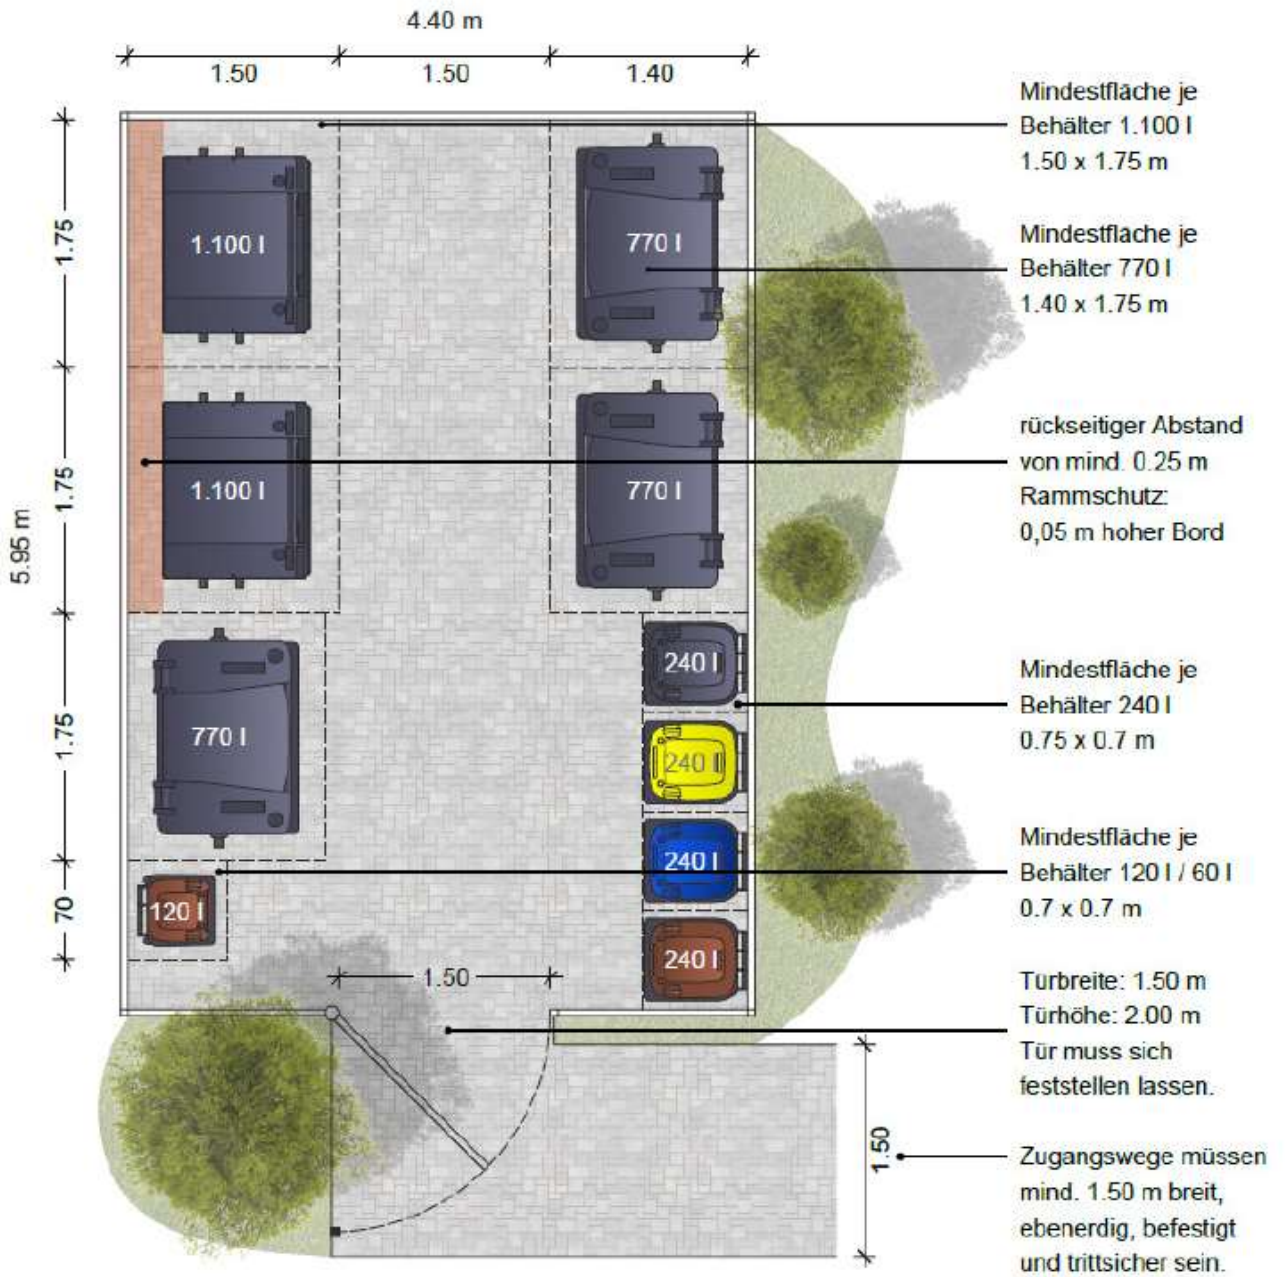 4.40 m
1.50
1.50
1.40
Mindestfläche je
Behälter 1.100 l
1.50 x 1.75 m
1.75
1.100 l
770 l
Mindestfläche je
Behälter 770 l
1.40 x 1.75 m
rückseitiger Abstand
von mind. 0.25 m
Rammschutz:
0,05 m hoher Bord
1.75
1.100 l
770 l
5.95 m
240 l
Mindestfläche je
Behälter 240 l
0.75 x 0.7 m
1.75
770 l
240 l
240 l
Mindestfläche je
Behälter 120 l / 60 l
0.7 x 0.7 m
70
120 l
240 l
1.50
Türbreite: 1.50 m
Türhöhe: 2.00 m
Tür muss sich
feststellen lassen.
1.50
Zugangswege müssen
mind. 1.50 m breit,
ebenerdig, befestigt
und trittsicher sein.